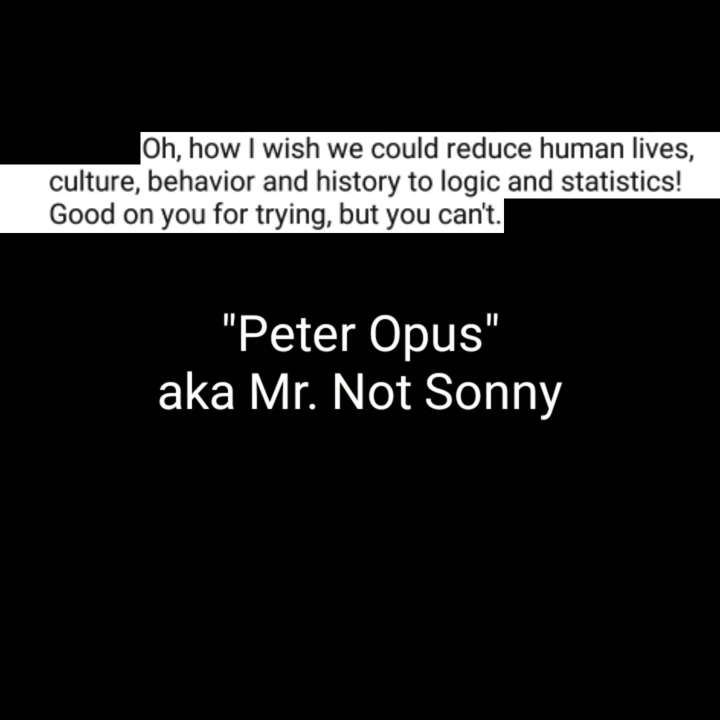 Oh, how I wish we could reduce human lives,
culture, behavior and history to logic and statistics!
Good on you for trying, but you can't.
"Peter Opus"
aka Mr. Not Sonny